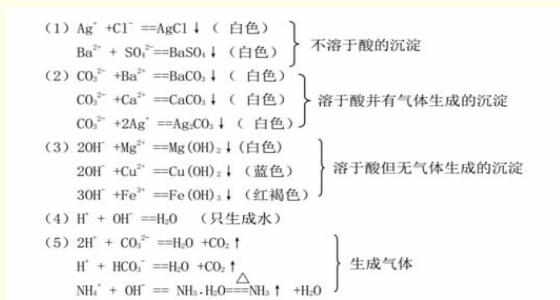 （1）Ag⁺ +Cl⁻ ==AgCl↓（ 白色）
Ba²⁺ + SO₄²⁻==BaSO₄↓（白色）
不溶于酸的沉淀
（2）CO₃²⁻ +Ba²⁺ ==BaCO₃↓（ 白色）
CO₃²⁻ +Ca²⁺ ==CaCO₃↓（ 白色）
CO₃²⁻ +2Ag⁺ ==Ag₂CO₃↓（ 白色）
溶于酸并有气体生成的沉淀
（3）2OH⁻ +Mg²⁺ ==Mg(OH)₂↓(白色)
2OH⁻ +Cu²⁺ ==Cu(OH)₂↓（蓝色）
3OH⁻ +Fe³⁺ ==Fe(OH)₃↓（红褐色）
溶于酸但无气体生成的沉淀
（4）H⁺ + OH⁻ ==H₂O （只生成水）
（5）2H⁺ + CO₃²⁻ ==H₂O +CO₂↑
H⁺ + HCO₃⁻ ==H₂O +CO₂↑
NH₄⁺ + OH⁻ == NH₃.H₂O==△==NH₃↑ +H₂O
生成气体